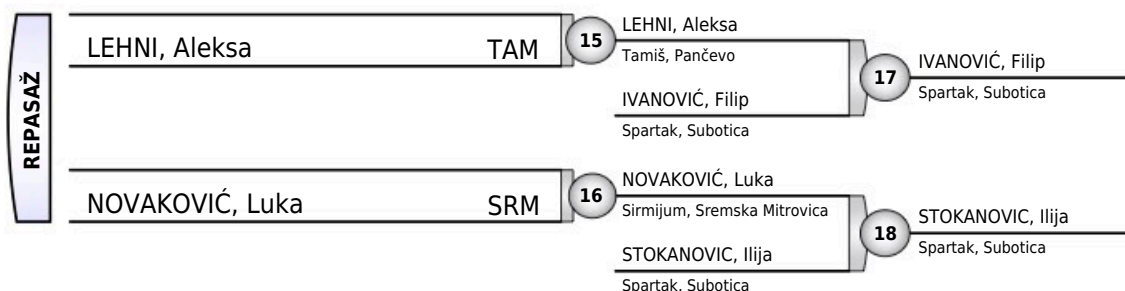 REPASAŽ
LEHNI, Aleksa TAM
15
LEHNI, Aleksa
Tamiš, Pančevo
17
IVANOVIĆ, Filip
Spartak, Subotica
IVANOVIĆ, Filip
Spartak, Subotica
NOVAKOVIĆ, Luka SRM
16
NOVAKOVIĆ, Luka
Sirmijum, Sremska Mitrovica
18
STOKANOVIC, Ilija
Spartak, Subotica
STOKANOVIC, Ilija
Spartak, Subotica